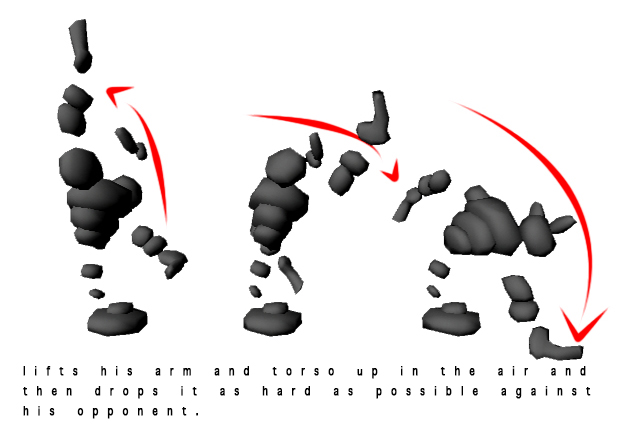 lifts his arm and torso up in the air and
then drops it as hard as possible against
his opponent.